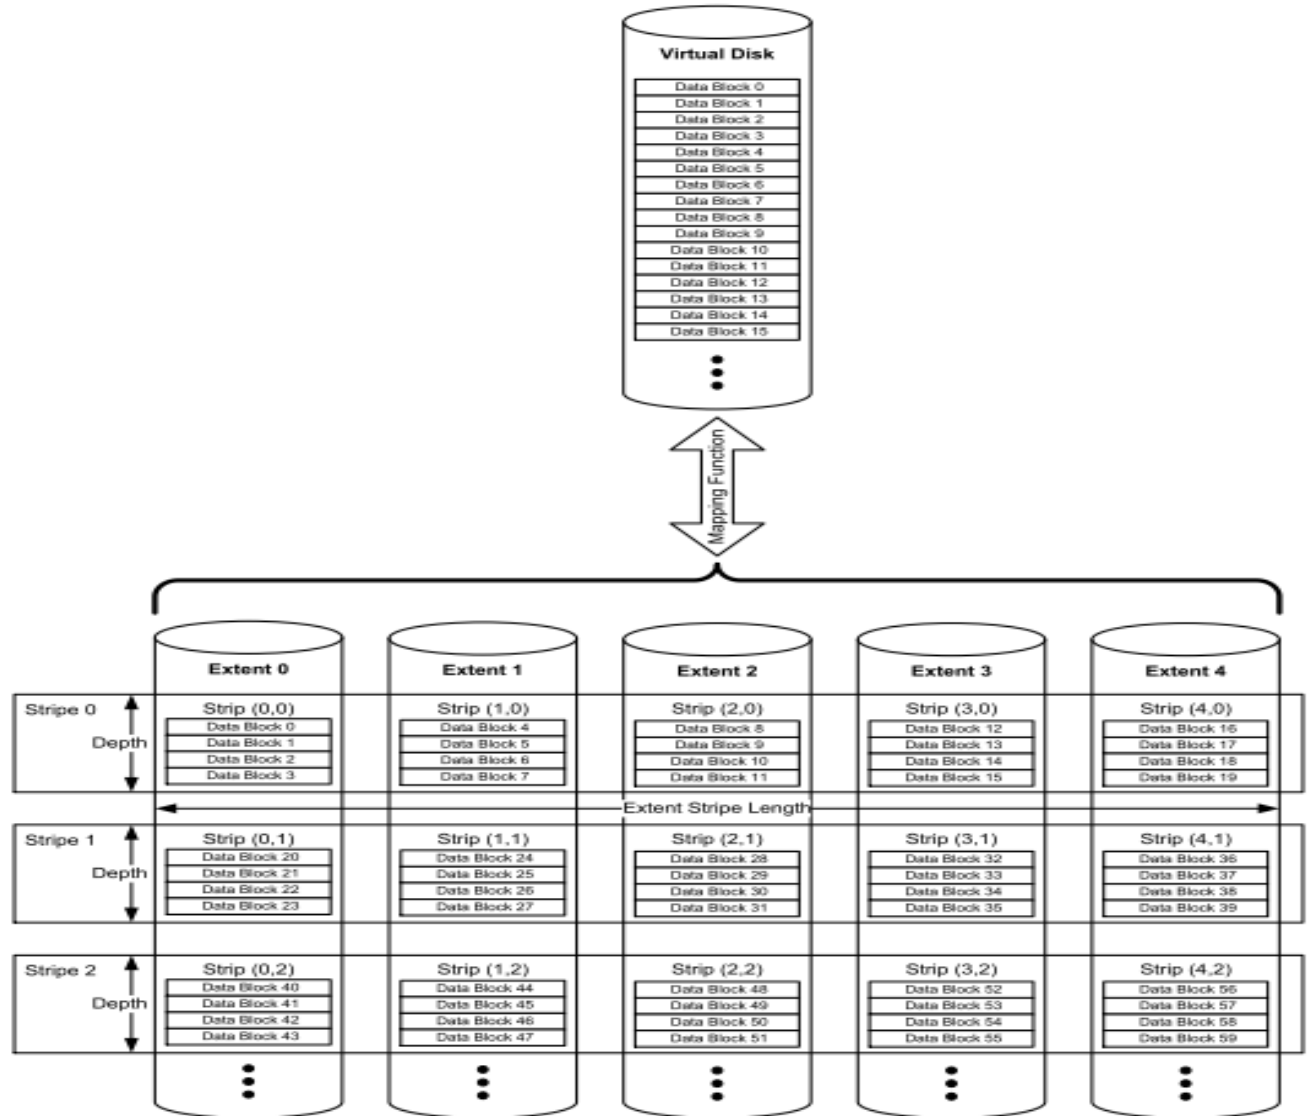 Virtual Disk
Data Block 0
Data Block 1
Data Block 2
Data Block 3
Data Block 4
Data Block 5
Data Block 6
Data Block 7
Data Block 8
Data Block 9
Data Block 10
Data Block 11
Data Block 12
Data Block 13
Data Block 14
Data Block 15
Mapping Function
Extent 0
Extent 1
Extent 2
Extent 3
Extent 4
Stripe 0
Depth
Strip (0,0)
Data Block 0
Data Block 1
Data Block 2
Data Block 3
Strip (1,0)
Data Block 4
Data Block 5
Data Block 6
Data Block 7
Strip (2,0)
Data Block 8
Data Block 9
Data Block 10
Data Block 11
Strip (3,0)
Data Block 12
Data Block 13
Data Block 14
Data Block 15
Strip (4,0)
Data Block 16
Data Block 17
Data Block 18
Data Block 19
Extent Stripe Length
Stripe 1
Depth
Strip (0,1)
Data Block 20
Data Block 21
Data Block 22
Data Block 23
Strip (1,1)
Data Block 24
Data Block 25
Data Block 26
Data Block 27
Strip (2,1)
Data Block 28
Data Block 29
Data Block 30
Data Block 31
Strip (3,1)
Data Block 32
Data Block 33
Data Block 34
Data Block 35
Strip (4,1)
Data Block 36
Data Block 37
Data Block 38
Data Block 39
Stripe 2
Depth
Strip (0,2)
Data Block 40
Data Block 41
Data Block 42
Data Block 43
Strip (1,2)
Data Block 44
Data Block 45
Data Block 46
Data Block 47
Strip (2,2)
Data Block 48
Data Block 49
Data Block 50
Data Block 51
Strip (3,2)
Data Block 52
Data Block 53
Data Block 54
Data Block 55
Strip (4,2)
Data Block 56
Data Block 57
Data Block 58
Data Block 59